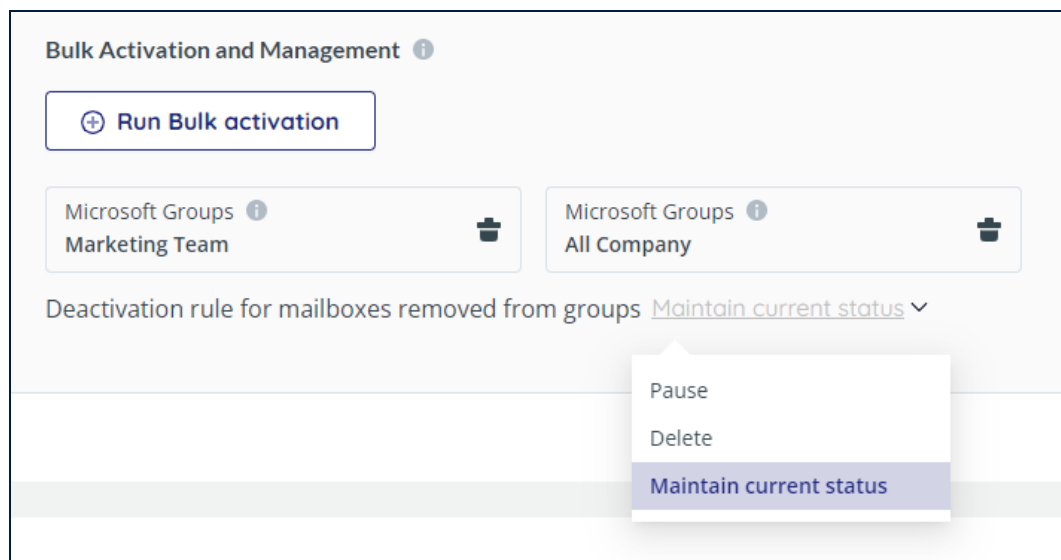 Bulk Activation and Management
Run Bulk activation
Microsoft Groups
Marketing Team
Microsoft Groups
All Company
Deactivation rule for mailboxes removed from groups Maintain current status
Pause
Delete
Maintain current status